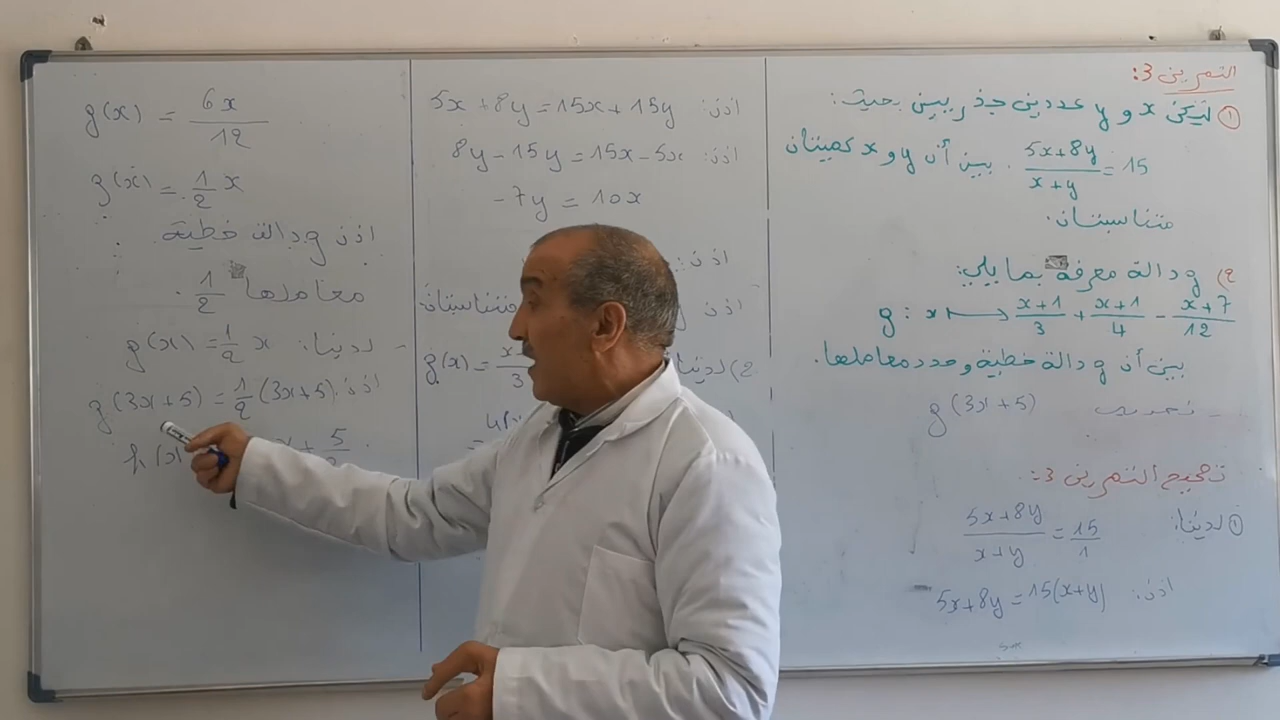 التمرين 3:
① ليكن x و y عددين جذريين بحيث:
5x+8y / x+y = 15 . بين أن y و x كميتان
متناسبتان.
2) g دالة معرفة بما يلي:
g : x ↦ x+1 / 3 + x+1 / 4 − x+7 / 12
بين أن g دالة خطية وحدد معاملها.
g(3x+5)
تصحيح التمرين 3:
① لدينا: 5x+8y / x+y = 15 / 1
اذن: 5x+8y = 15(x+y)
اذن: 5x+8y = 15x+15y
اذن: 8y−15y = 15x−5x
−7y = 10x
اذن:
اذن متناسبتان.
2) لدينا g(x) =
g(x) = 6x / 12
g(x) = 1/2 x
اذن g دالة خطية
معاملها 1/2 .
- لدينا: g(x) = 1/2 x
اذن: g(3x+5) = 1/2 (3x+5)
h(x x + 5